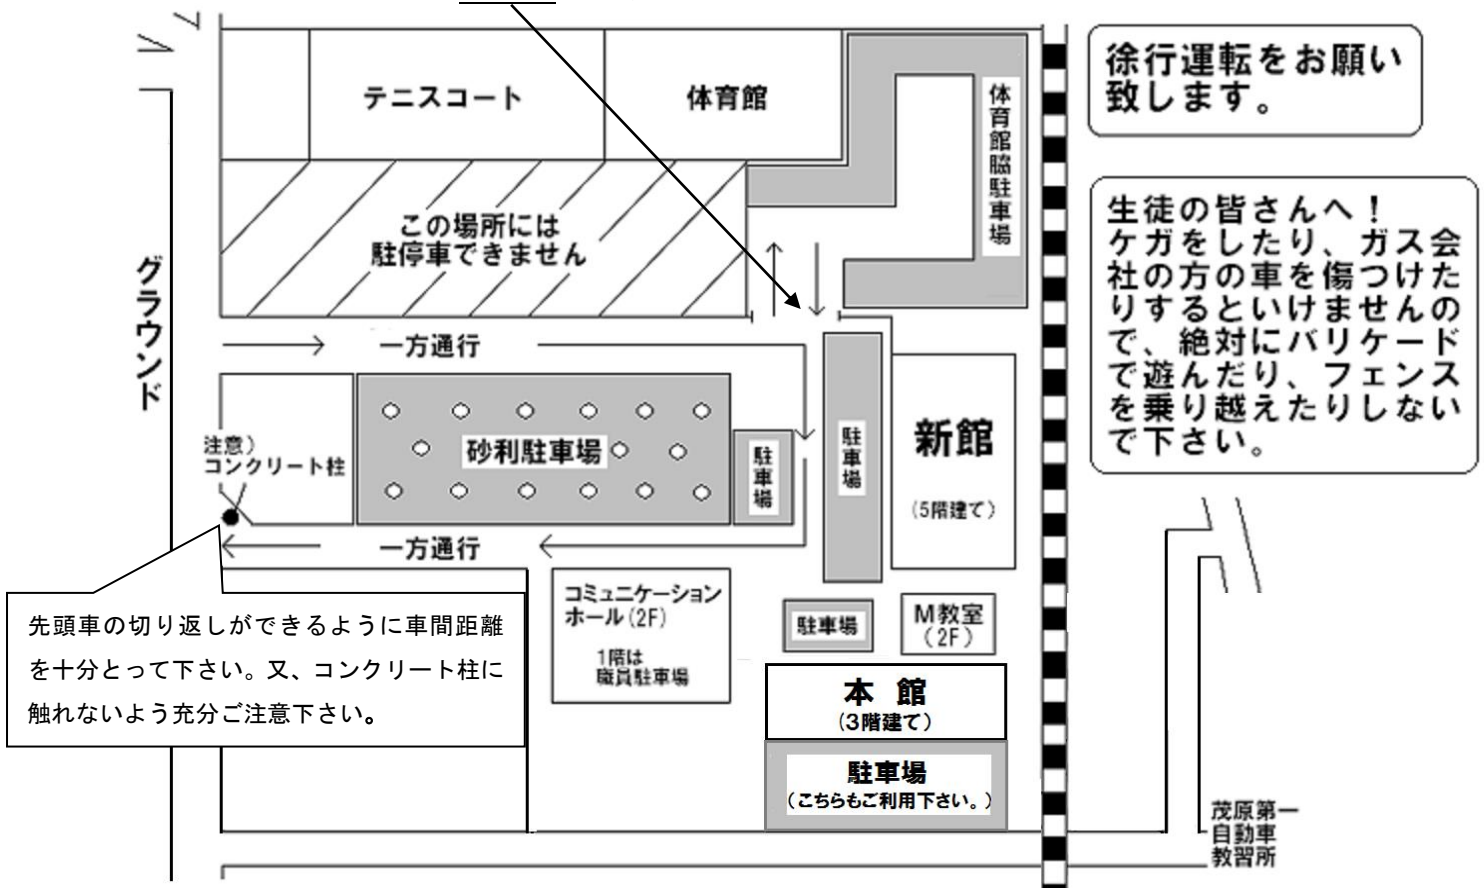 徐行運転をお願い
致します。
テニスコート
体育館
体育館脇駐車場
この場所には
駐停車できません
生徒の皆さんへ！
ケガをしたり、ガス会
社の方の車を傷つけた
りするといけませんの
で、絶対にバリケード
で遊んだり、フェンス
を乗り越えたりしない
で下さい。
グラウンド
一方通行
注意）
コンクリート柱
砂利駐車場
駐車場
駐車場
新館
（5階建て）
一方通行
先頭車の切り返しができるように車間距離
を十分とって下さい。又、コンクリート柱に
触れないよう充分ご注意下さい。
コミュニケーション
ホール（2F）
1階は
職員駐車場
駐車場
M教室
（2F）
本 館
（3階建て）
駐車場
（こちらもご利用下さい。）
茂原第一
自動車
教習所